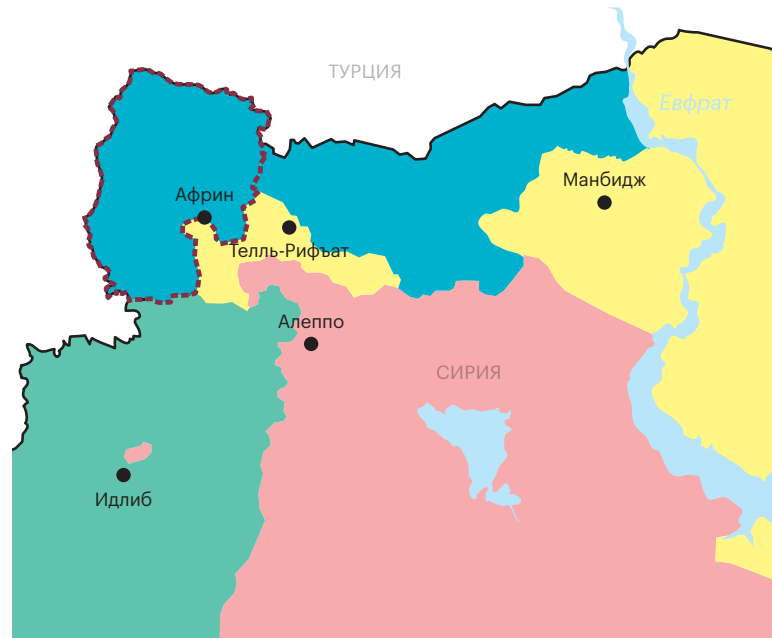 ТУРЦИЯ
Евфрат
Манбидж
Африн
Телль-Рифъат
Алеппо
СИРИЯ
Идлиб